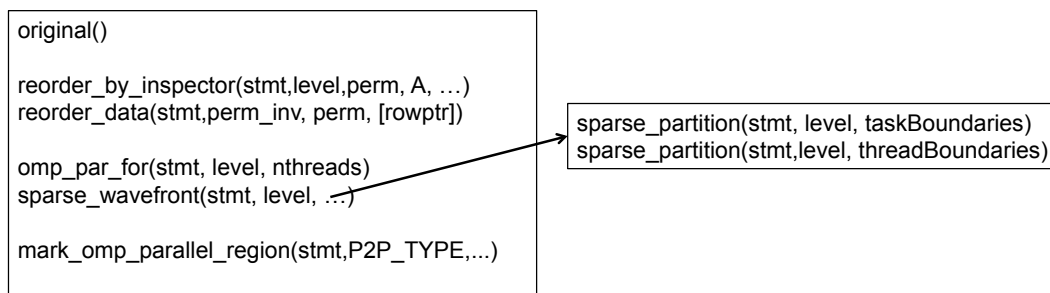 original()
reorder_by_inspector(stmt,level,perm, A, …)
reorder_data(stmt,perm_inv, perm, [rowptr])
omp_par_for(stmt, level, nthreads)
sparse_wavefront(stmt, level, …)
mark_omp_parallel_region(stmt,P2P_TYPE,...)
sparse_partition(stmt, level, taskBoundaries)
sparse_partition(stmt,level, threadBoundaries)